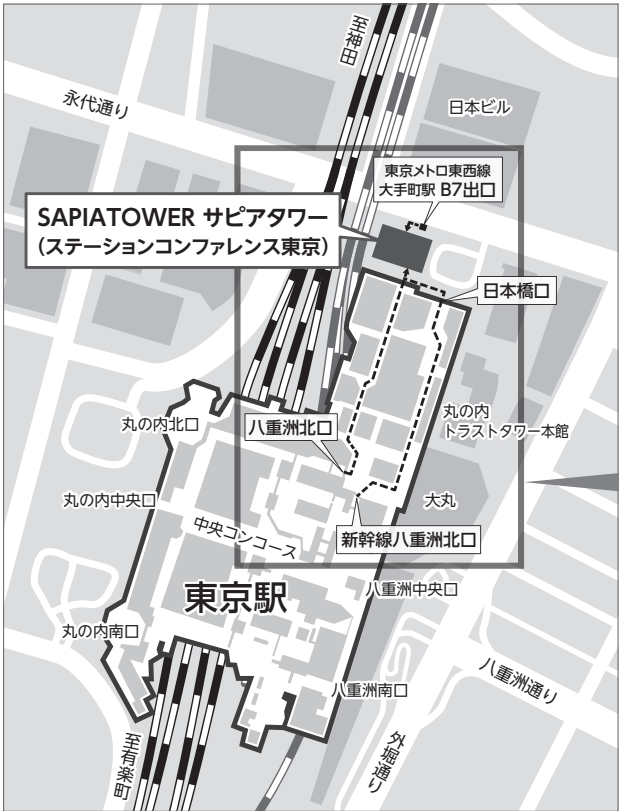 至神田
永代通り
日本ビル
東京メトロ東西線
大手町駅 B7出口
SAPIATOWER サピアタワー
（ステーションコンファレンス東京）
日本橋口
丸の内北口
八重洲北口
丸の内
トラストタワー本館
丸の内中央口
大丸
中央コンコース
新幹線八重洲北口
東京駅
八重洲中央口
丸の内南口
八重洲通り
八重洲南口
至有楽町
外堀通り